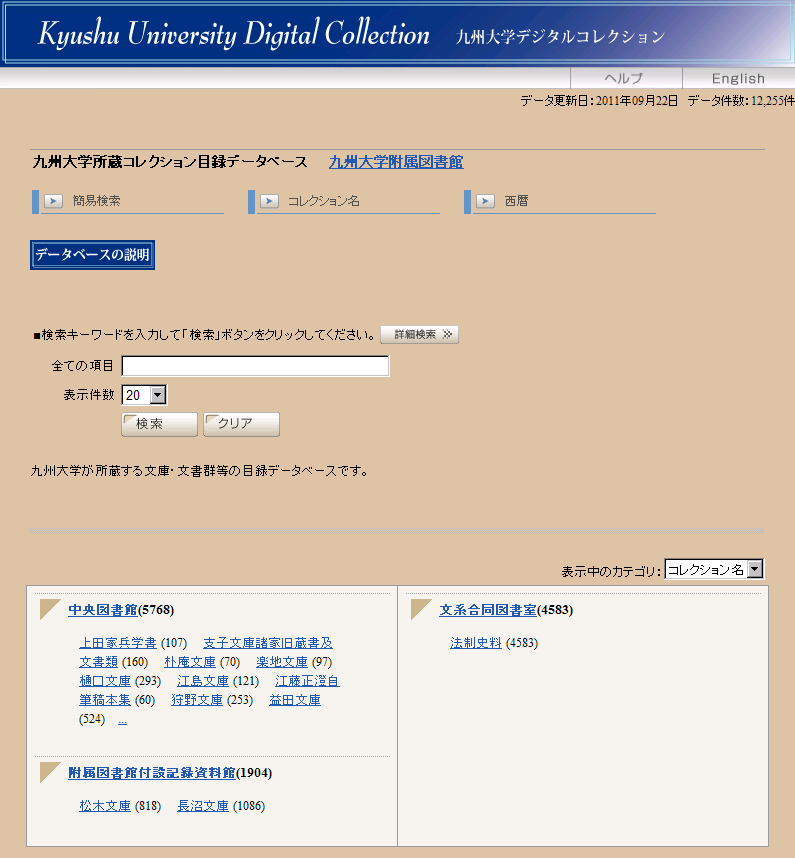 Kyushu University Digital Collection 九州大学デジタルコレクション
ヘルプ English
データ更新日：2011年09月22日 データ件数：12,255件
九州大学所蔵コレクション目録データベース 九州大学附属図書館
簡易検索 コレクション名 西暦
データベースの説明
■検索キーワードを入力して「検索」ボタンをクリックしてください。 詳細検索
全ての項目
表示件数 20
検索 クリア
九州大学が所蔵する文庫・文書群等の目録データベースです。
表示中のカテゴリ： コレクション名
中央図書館(5768)
上田家兵学書 (107) 支子文庫諸家旧蔵書及
文書類 (160) 朴庵文庫 (70) 楽地文庫 (97)
樋口文庫 (293) 江島文庫 (121) 江藤正澄自
筆稿本集 (60) 狩野文庫 (253) 益田文庫
(524) ...
附属図書館付設記録資料館(1904)
松木文庫 (818) 長沼文庫 (1086)
文系合同図書室(4583)
法制史料 (4583)